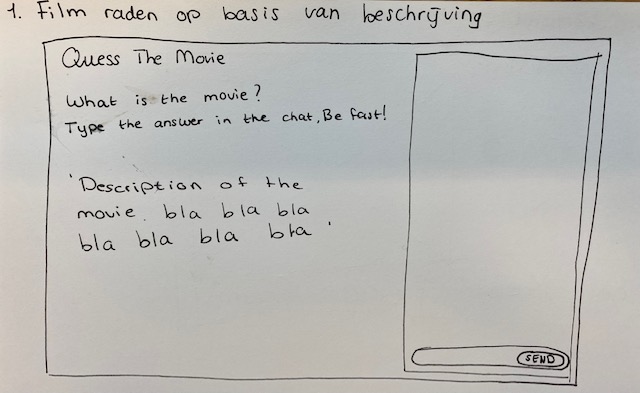 1. Film raden op basis van beschrijving
Quess The Movie
What is the movie?
Type the answer in the chat, Be fast!
'Description of the
movie. bla bla bla
bla bla bla bla'
SEND